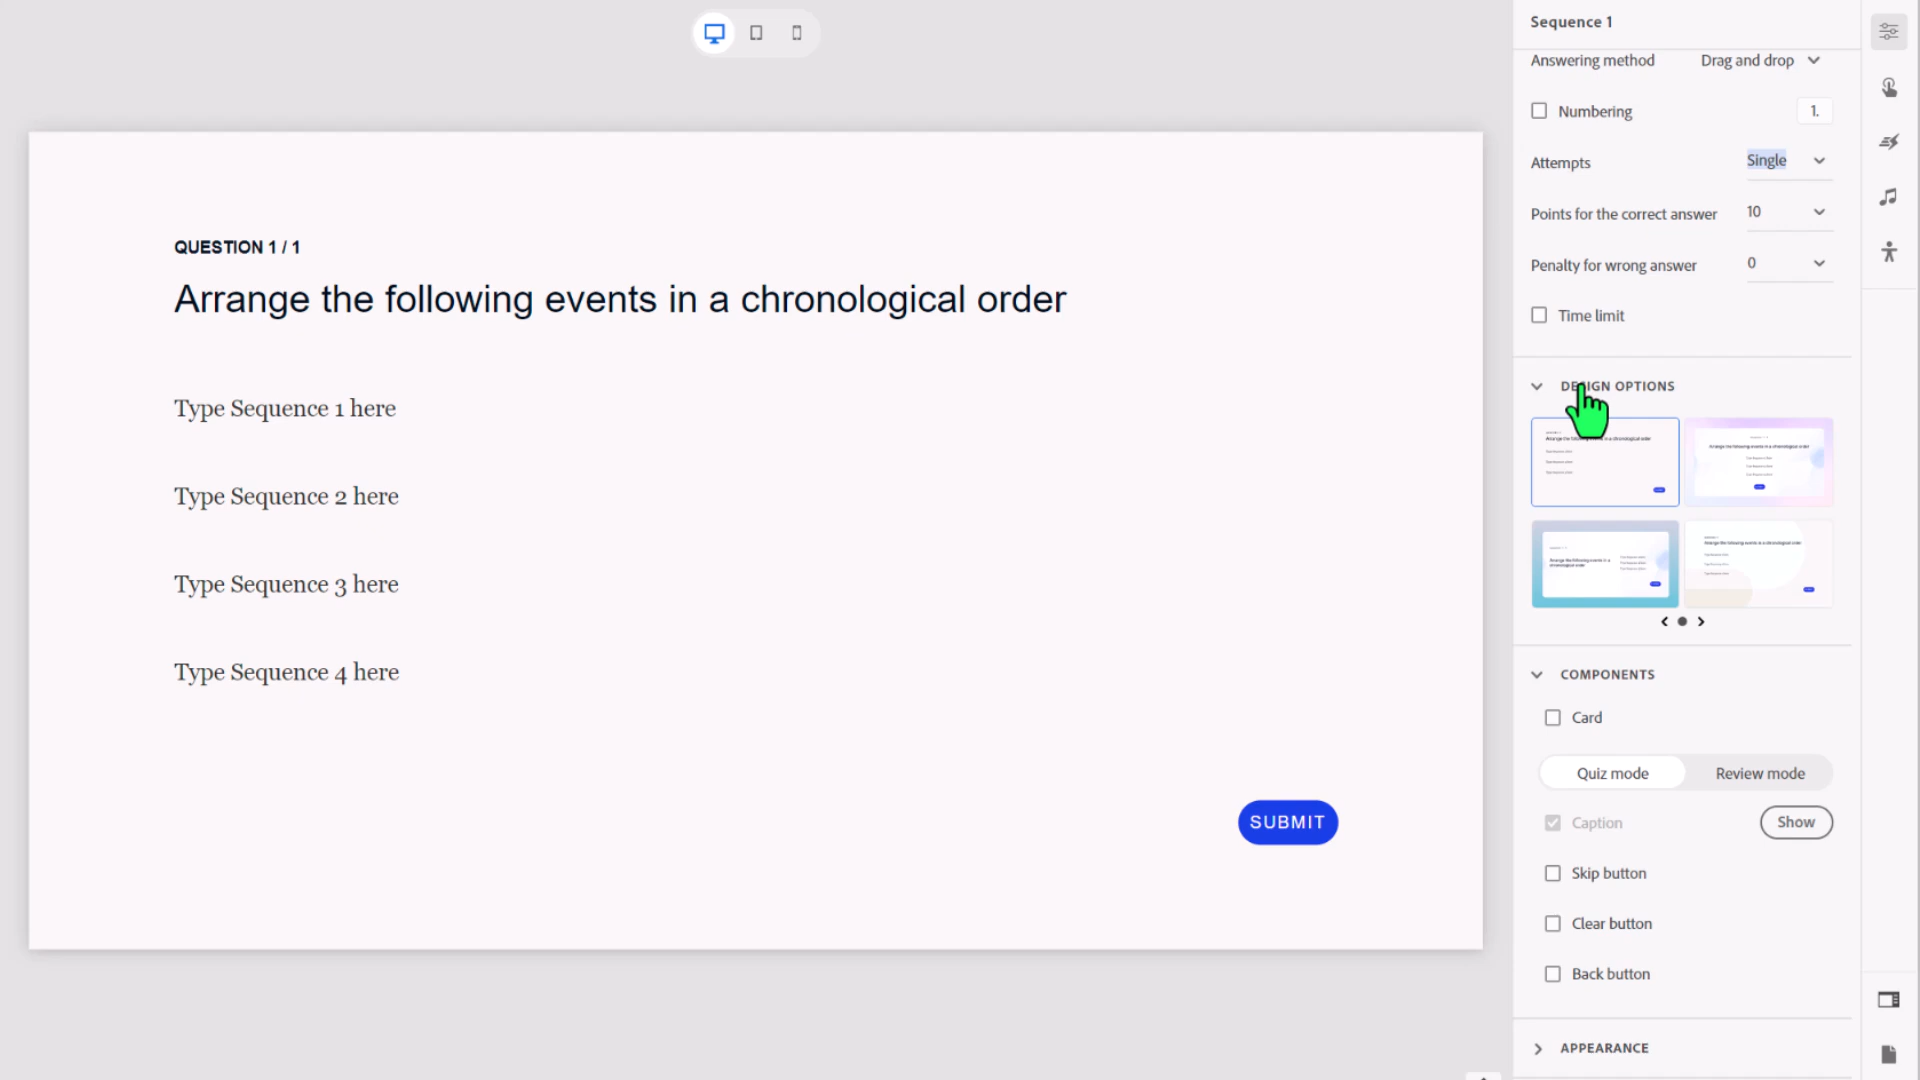 Sequence 1
Answering method Drag and drop
Numbering 1.
Attempts Single
Points for the correct answer 10
Penalty for wrong answer 0
Time limit
DESIGN OPTIONS
COMPONENTS
Card
Quiz mode Review mode
Caption Show
Skip button
Clear button
Back button
APPEARANCE
QUESTION 1 / 1
Arrange the following events in a chronological order
Type Sequence 1 here
Type Sequence 2 here
Type Sequence 3 here
Type Sequence 4 here
SUBMIT